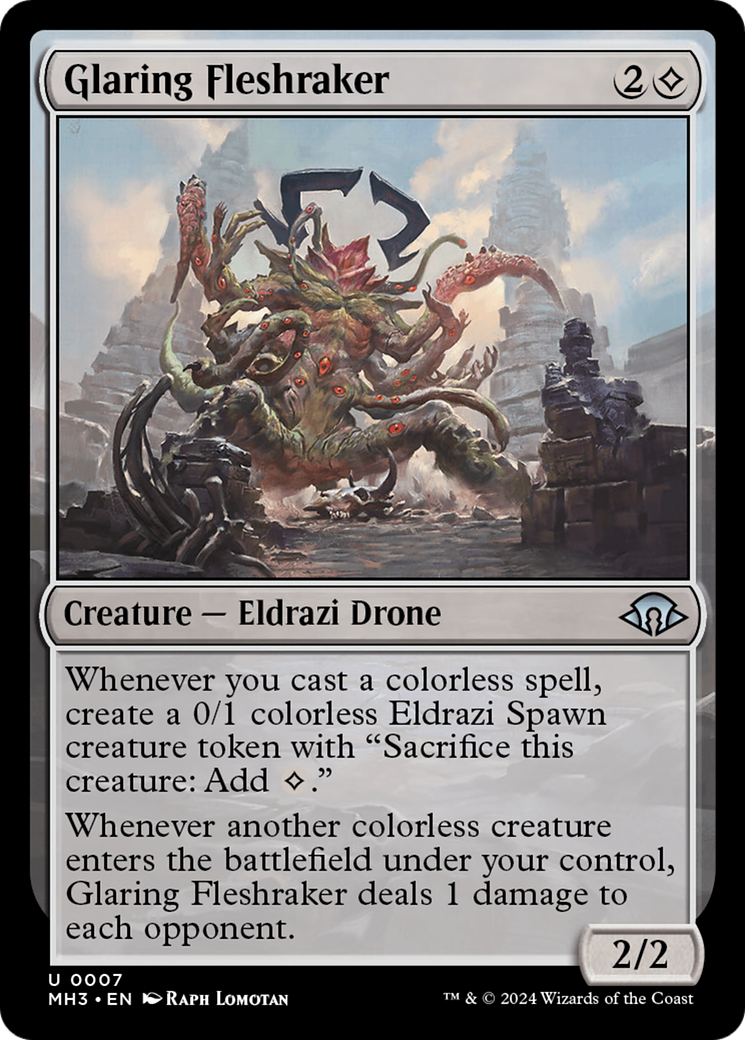 Glaring Fleshraker 2
Creature — Eldrazi Drone
Whenever you cast a colorless spell,
create a 0/1 colorless Eldrazi Spawn
creature token with “Sacrifice this
creature: Add .”
Whenever another colorless creature
enters the battlefield under your control,
Glaring Fleshraker deals 1 damage to
each opponent.
2/2
U 0007
MH3 • EN Raph Lomotan
™ & © 2024 Wizards of the Coast